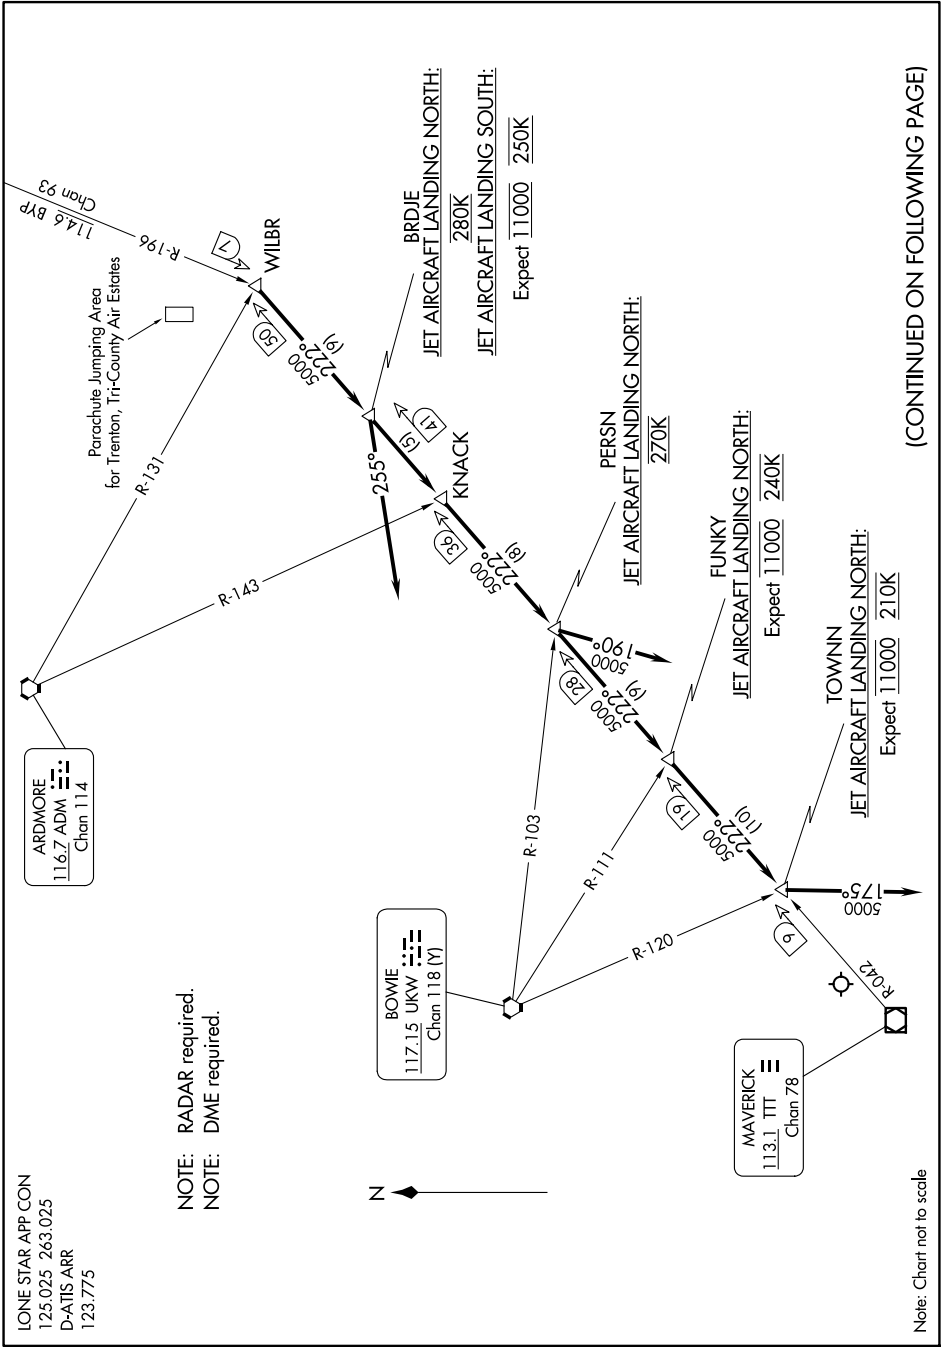 LONE STAR APP CON
125.025 263.025
D-ATIS ARR
123.775
NOTE: RADAR required.
NOTE: DME required.
ARDMORE
116.7 ADM
Chan 114
R-131
R-143
Parachute Jumping Area
for Trenton, Tri-County Air Estates
114.6 BYP
Chan 93
R-196
7
WILBR
50
5000
222°
(9)
BRDJE
JET AIRCRAFT LANDING NORTH:
280K
JET AIRCRAFT LANDING SOUTH:
Expect 11000 250K
255°
41
(5)
KNACK
36
5000
222°
(8)
PERSN
JET AIRCRAFT LANDING NORTH:
270K
190°
5000
28
5000
222°
(9)
FUNKY
JET AIRCRAFT LANDING NORTH:
Expect 11000 240K
19
5000
222°
(10)
TOWNN
JET AIRCRAFT LANDING NORTH:
Expect 11000 210K
5000
175°
9
BOWIE
117.15 UKW
Chan 118 (Y)
R-103
R-111
R-120
R-042
MAVERICK
113.1 TTT
Chan 78
N
Note: Chart not to scale
(CONTINUED ON FOLLOWING PAGE)